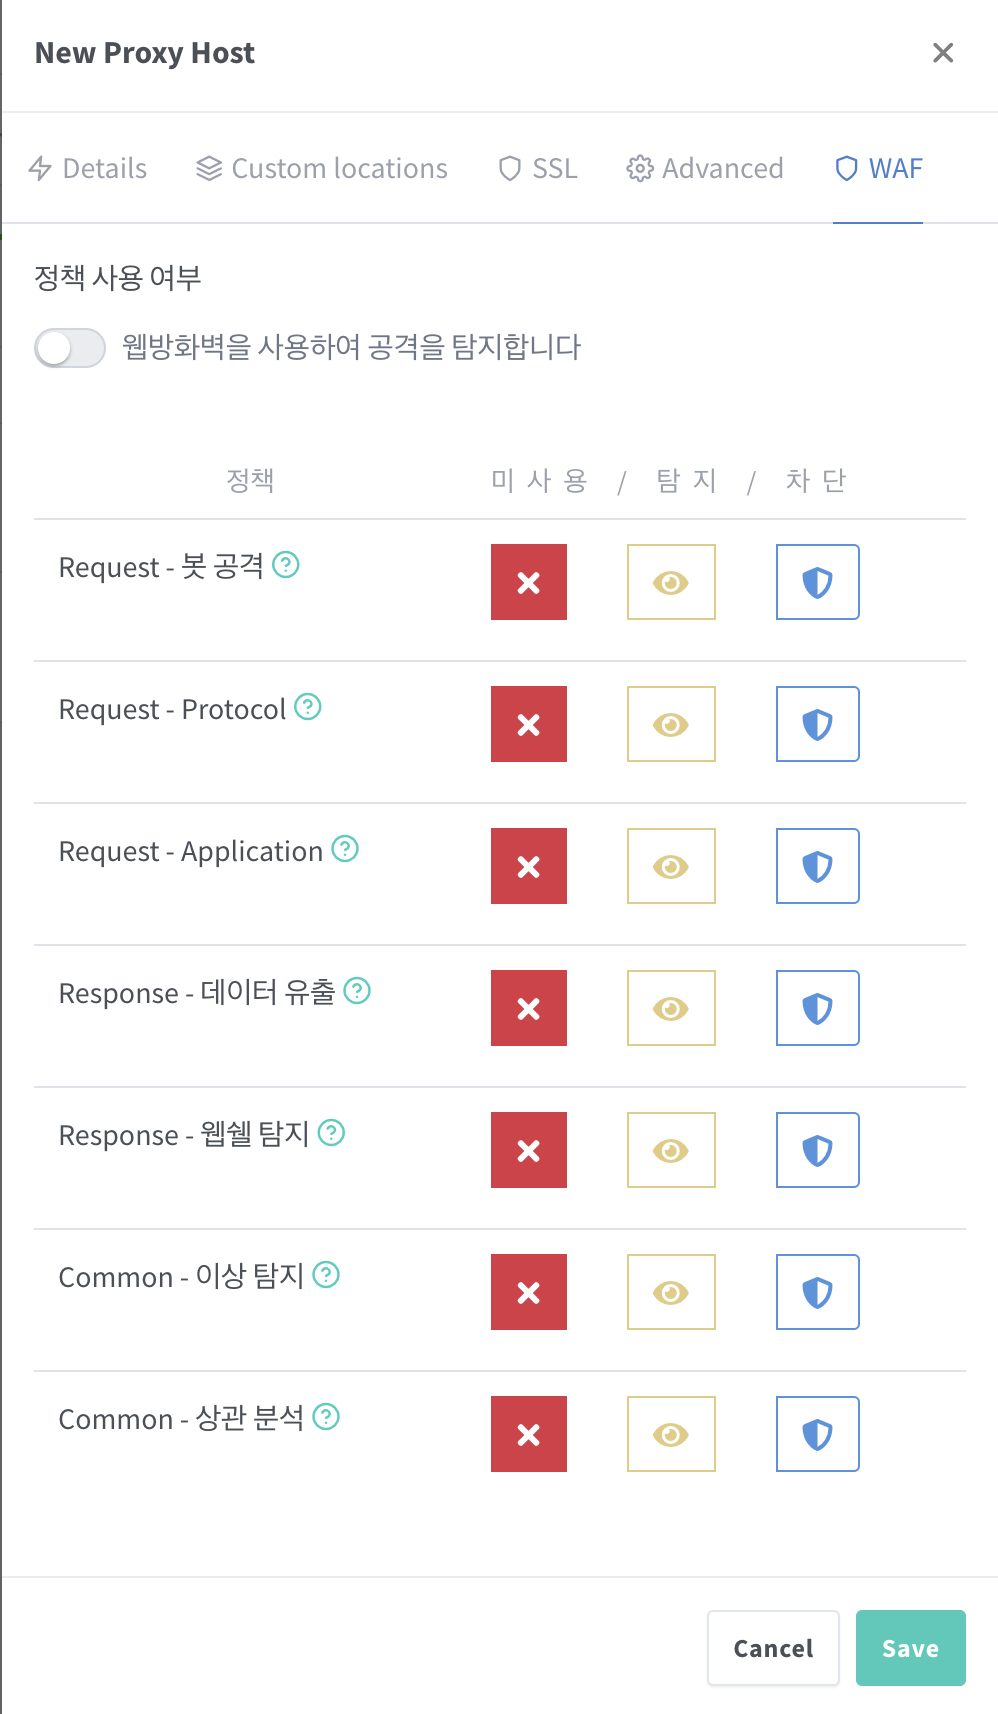 New Proxy Host
Details Custom locations SSL Advanced WAF
정책 사용 여부
웹방화벽을 사용하여 공격을 탐지합니다
정책 미사용 / 탐지 / 차단
Request - 봇 공격
Request - Protocol
Request - Application
Response - 데이터 유출
Response - 웹쉘 탐지
Common - 이상 탐지
Common - 상관 분석
Cancel Save